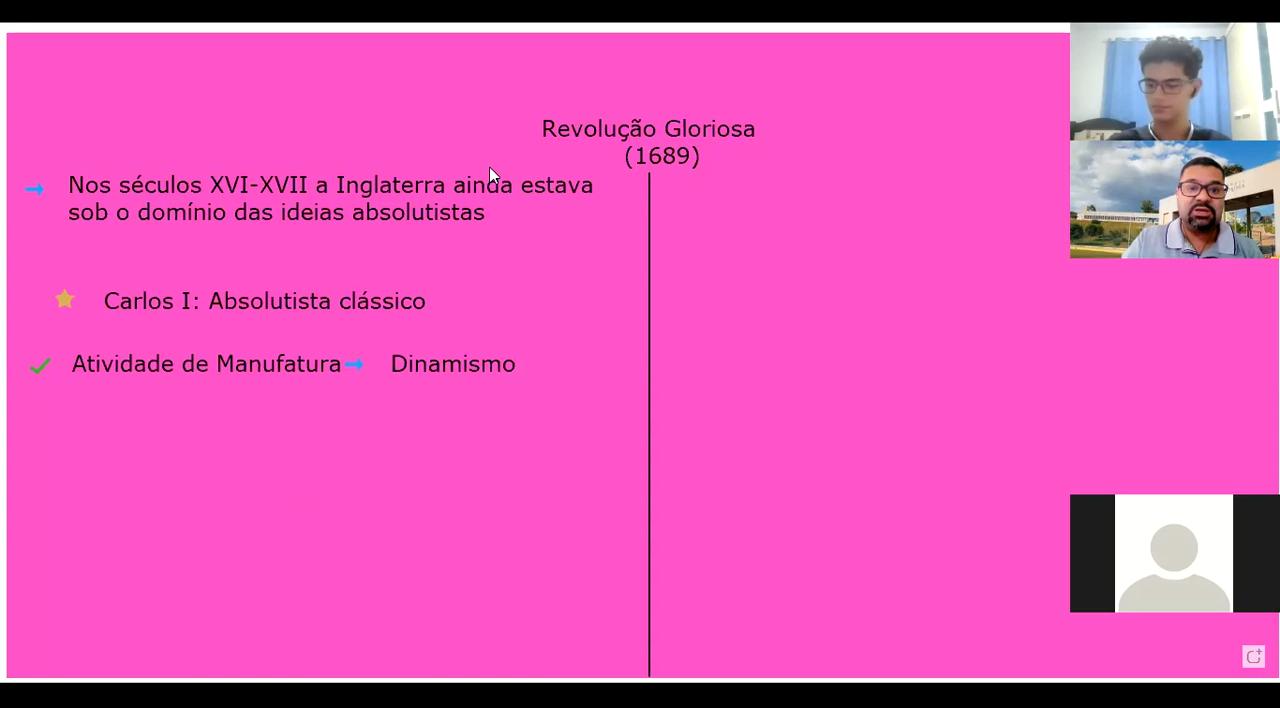 Revolução Gloriosa
(1689)
Nos séculos XVI-XVII a Inglaterra ainda estava
sob o domínio das ideias absolutistas
Carlos I: Absolutista clássico
Atividade de Manufatura → Dinamismo